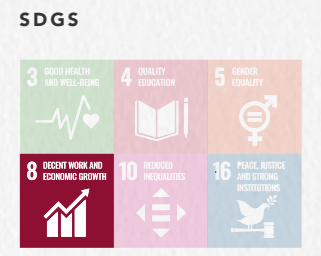 SDGS
3 GOOD HEALTH
AND WELL-BEING
4 QUALITY
EDUCATION
5 GENDER
EQUALITY
8 DECENT WORK AND
ECONOMIC GROWTH
10 REDUCED
INEQUALITIES
16 PEACE, JUSTICE
AND STRONG
INSTITUTIONS